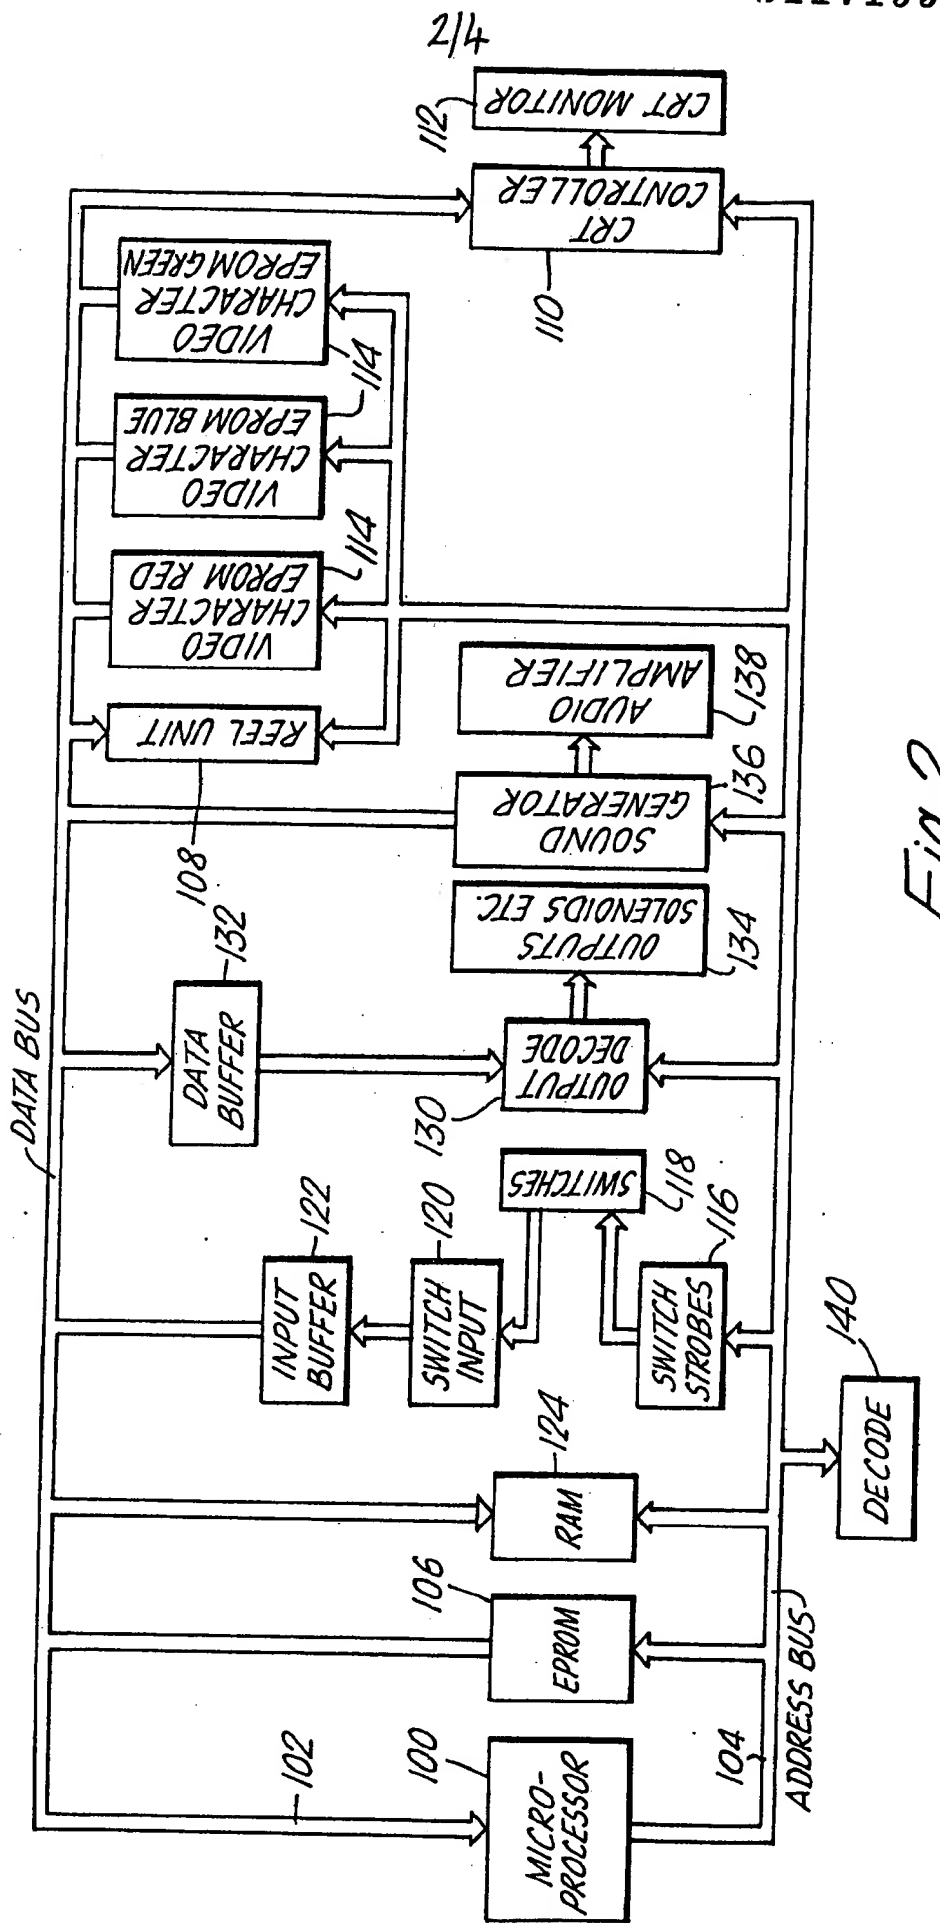 2/4
DATA BUS
102
100
MICRO-
PROCESSOR
104
ADDRESS BUS
106
EPROM
124
RAM
DECODE
140
122
INPUT
BUFFER
120
SWITCH
INPUT
SWITCHES
118
116
SWITCH
STROBES
132
DATA
BUFFER
130
OUTPUT
DECODE
OUTPUTS
SOLENOIDS ETC.
134
108
REEL UNIT
SOUND
GENERATOR
136
AUDIO
AMPLIFIER
138
VIDEO
CHARACTER
EPROM RED
114
VIDEO
CHARACTER
EPROM BLUE
114
VIDEO
CHARACTER
EPROM GREEN
110
CRT
CONTROLLER
112
CRT MONITOR